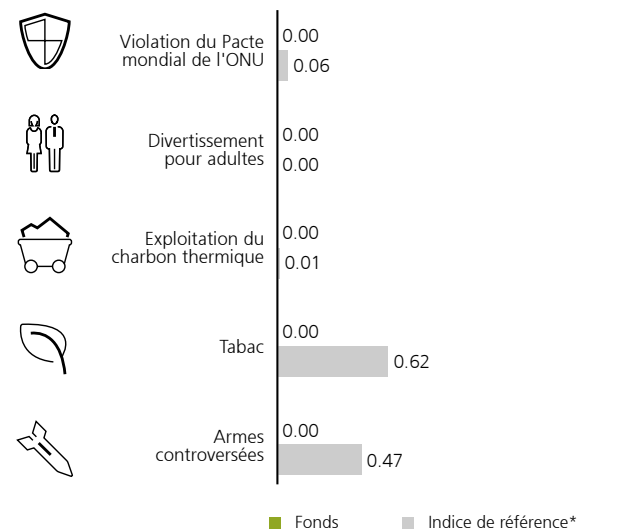 Violation du Pacte
mondial de l'ONU
0.00
0.06
Divertissement
pour adultes
0.00
0.00
Exploitation du
charbon thermique
0.00
0.01
Tabac
0.00
0.62
Armes
controversées
0.00
0.47
Fonds
Indice de référence*